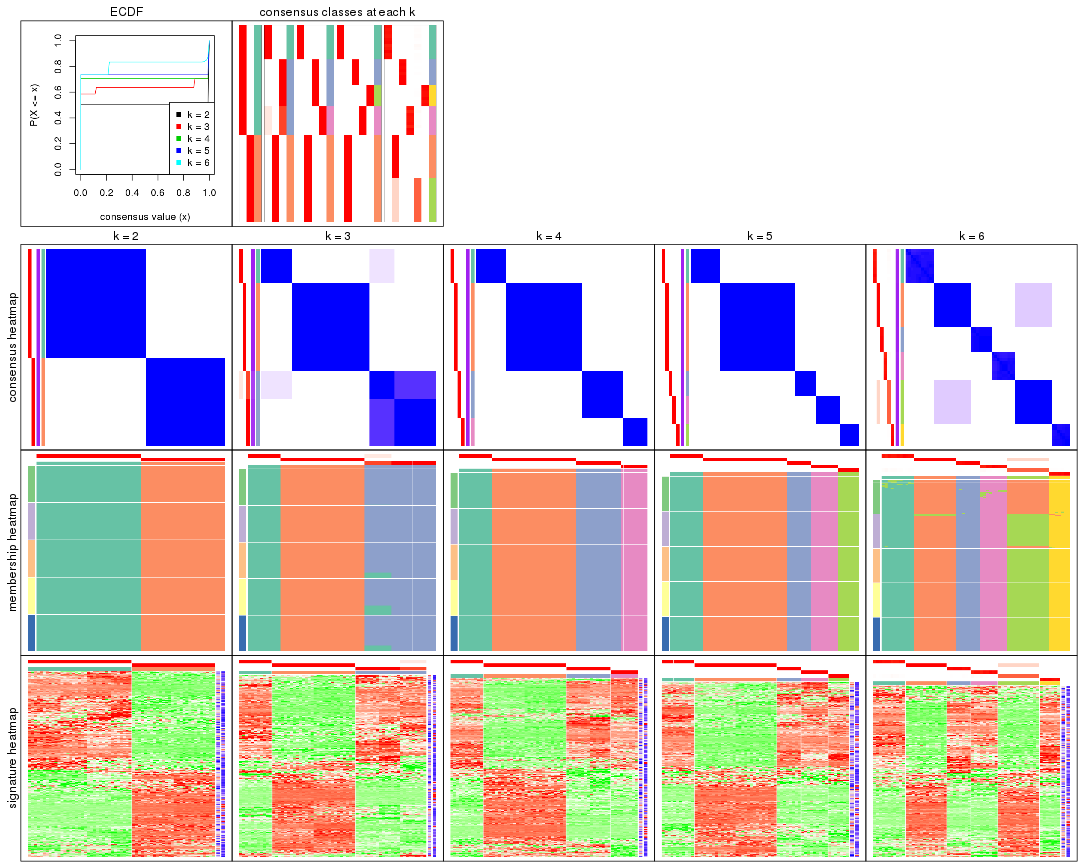 ECDF
consensus classes at each k
P(X <= x)
1.0
0.8
0.6
0.4
0.2
0.0
k = 2
k = 3
k = 4
k = 5
k = 6
0.0 0.2 0.4 0.6 0.8 1.0
consensus value (x)
k = 2
k = 3
k = 4
k = 5
k = 6
consensus heatmap
membership heatmap
signature heatmap